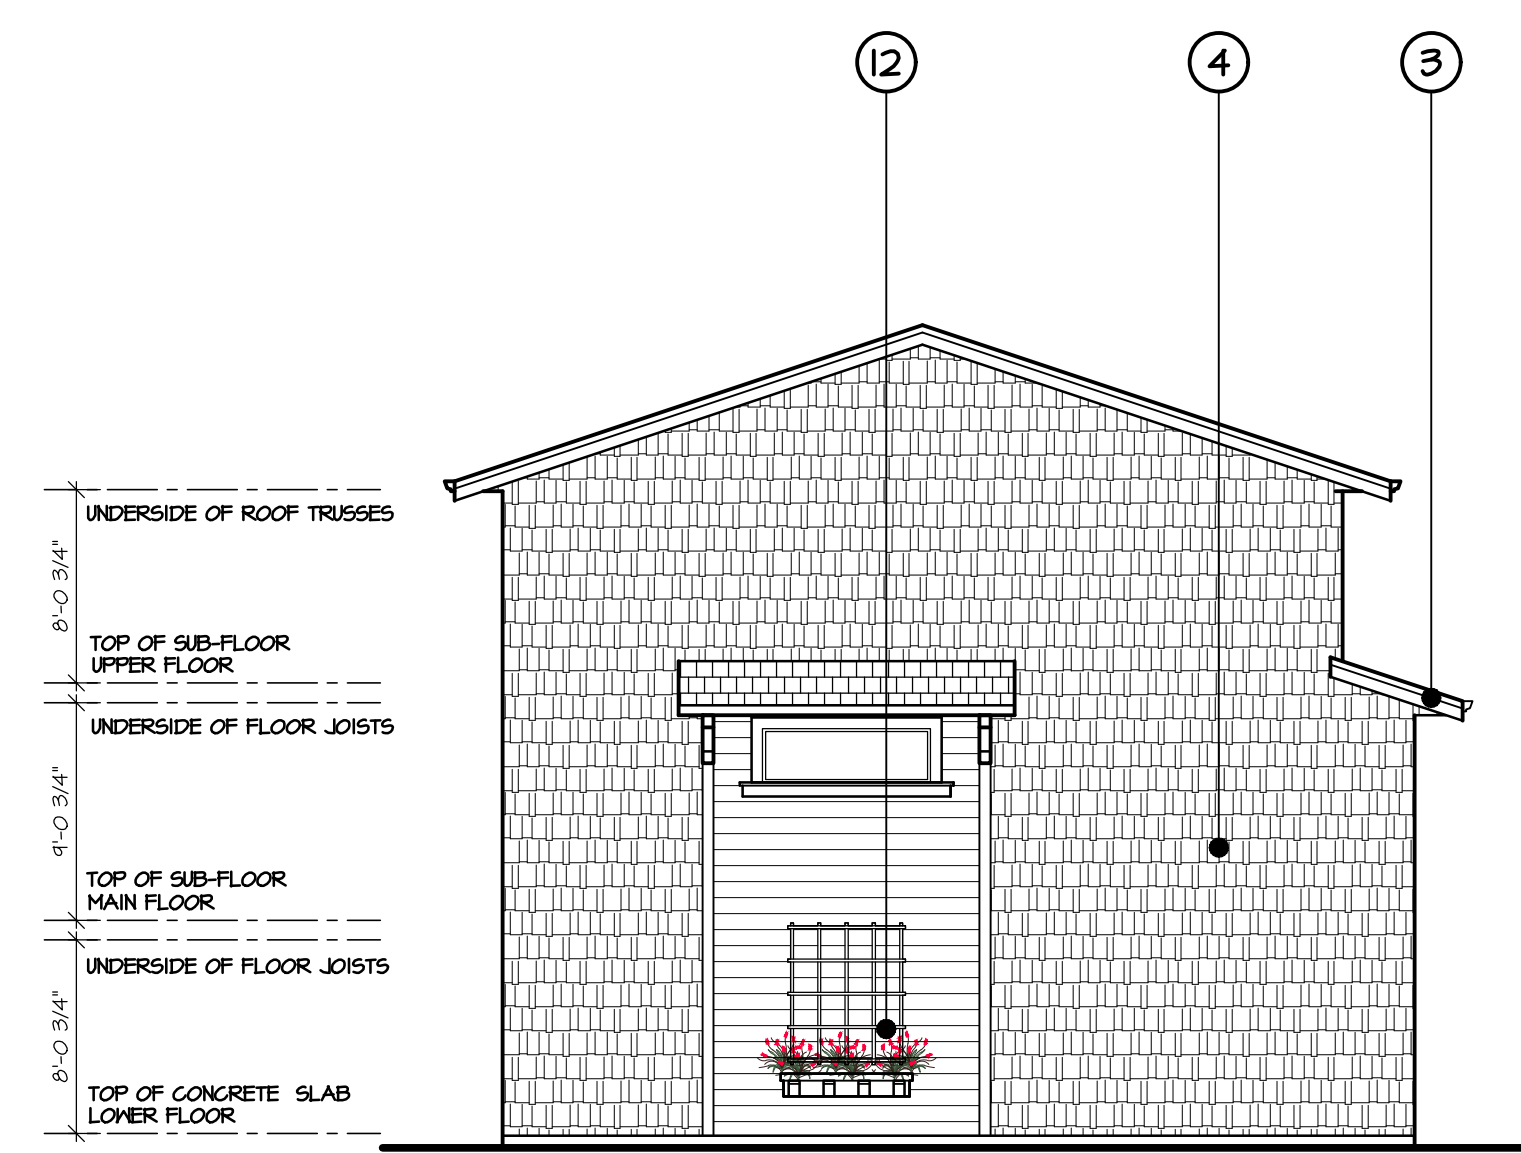 12
4
3
UNDERSIDE OF ROOF TRUSSES
8'-0 3/4"
TOP OF SUB-FLOOR
UPPER FLOOR
UNDERSIDE OF FLOOR JOISTS
9'-0 3/4"
TOP OF SUB-FLOOR
MAIN FLOOR
UNDERSIDE OF FLOOR JOISTS
8'-0 3/4"
TOP OF CONCRETE SLAB
LOWER FLOOR